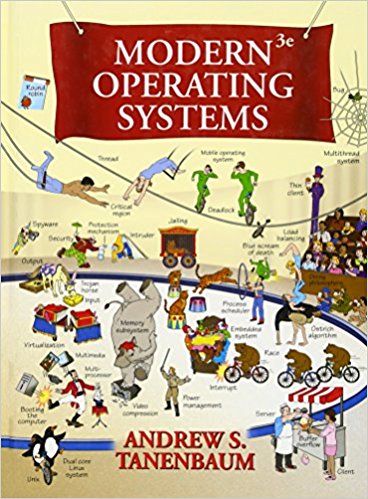 MODERN 3e
OPERATING
SYSTEMS
Round
robin
Bug
Thread
Mobile operating
system
Multithread
system
Critical
region
Deadlock
Thin
client
Spyware
Protection
mechanism
Jailing
Security
Intruder
Load
balancing
Blue scream
of death
Output
Trojan
horse
Dining
philosophers
Input
Process
scheduler
Memory
subsystem
Embedded
system
Ostrich
algorithm
Virtualization
Multimedia
Race
Multi-
processor
Interrupt
Booting
the
computer
Video
compression
Power
management
Server
Buffer
overflow
ANDREW S.
TANENBAUM
Unix
Dual core
Linux
system
Client